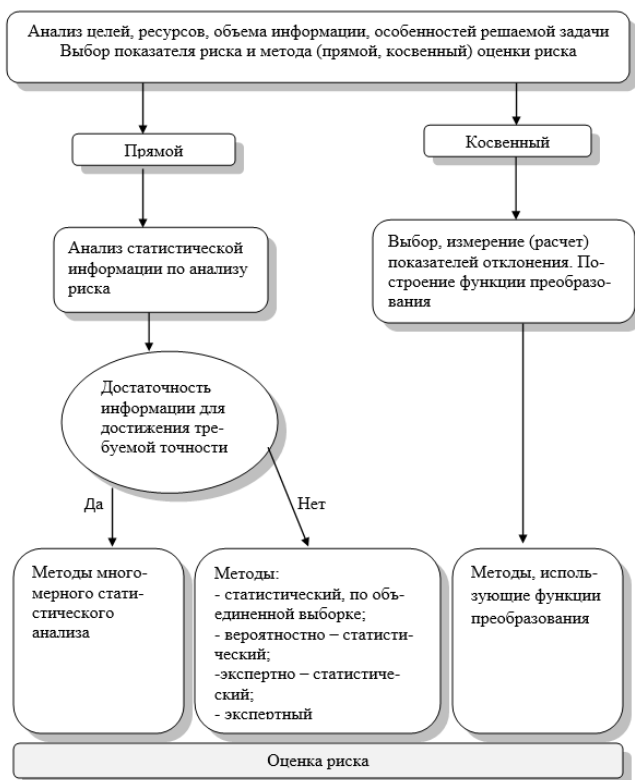 Анализ целей, ресурсов, объема информации, особенностей решаемой задачи
Выбор показателя риска и метода (прямой, косвенный) оценки риска
Прямой
Косвенный
Анализ статистической
информации по анализу
риска
Выбор, измерение (расчет)
показателей отклонения. По-
строение функции преобразо-
вания
Достаточность
информации для
достижения тре-
буемой точности
Да
Нет
Методы много-
мерного стати-
стического
анализа
Методы:
- статистический, по объ-
единенной выборке;
- вероятностно – статисти-
ческий;
-экспертно – статистиче-
ский;
- экспертный
Методы, исполь-
зующие функции
преобразования
Оценка риска